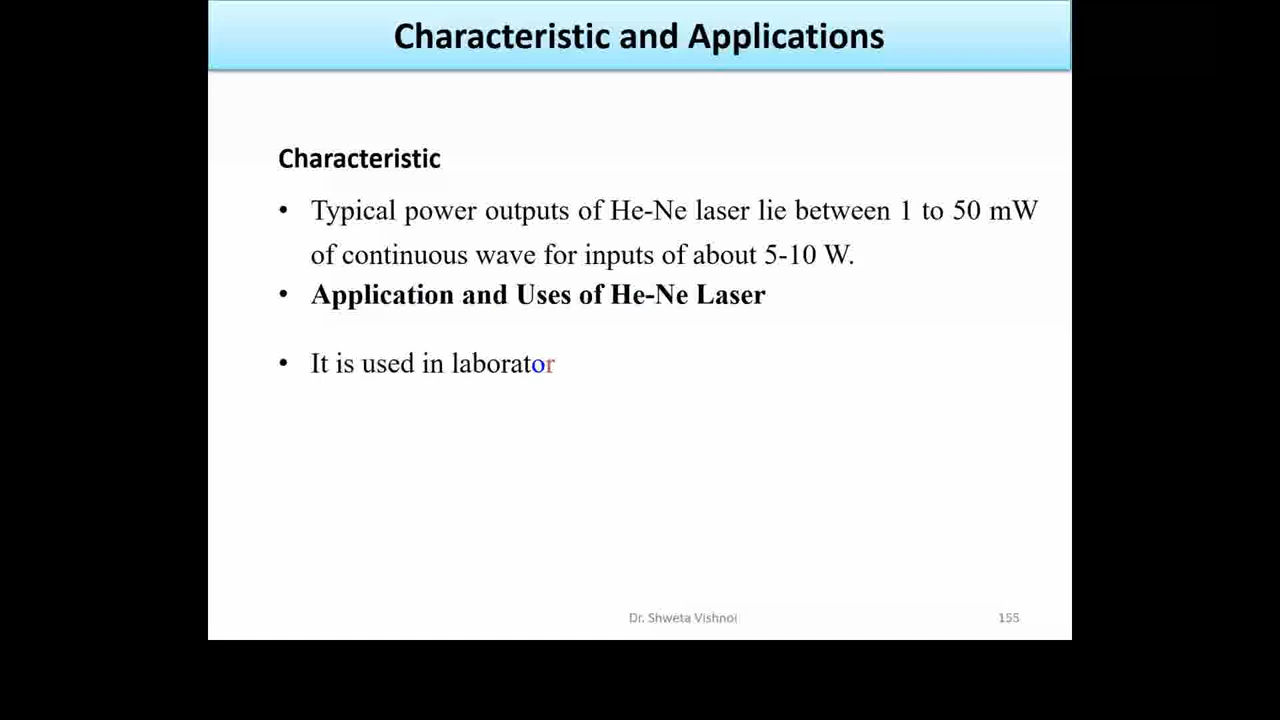 Characteristic and Applications
Characteristic
• Typical power outputs of He-Ne laser lie between 1 to 50 mW
of continuous wave for inputs of about 5-10 W.
• Application and Uses of He-Ne Laser
• It is used in laborator
Dr. Shweta Vishnoi 155